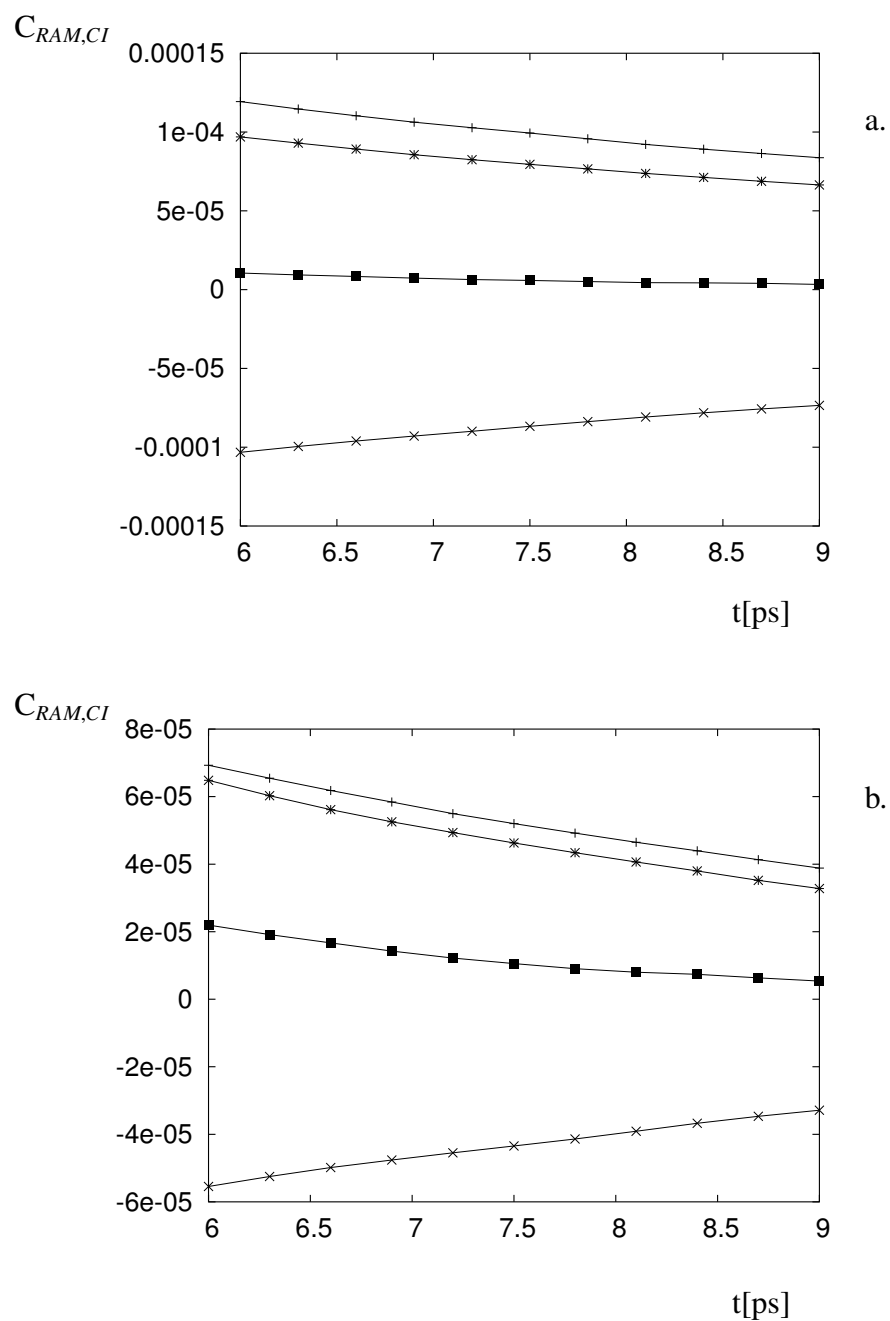 C_RAM,CI
0.00015
1e-04
5e-05
0
-5e-05
-0.0001
-0.00015
6 6.5 7 7.5 8 8.5 9
t[ps]
a.
C_RAM,CI
8e-05
6e-05
4e-05
2e-05
0
-2e-05
-4e-05
-6e-05
6 6.5 7 7.5 8 8.5 9
t[ps]
b.